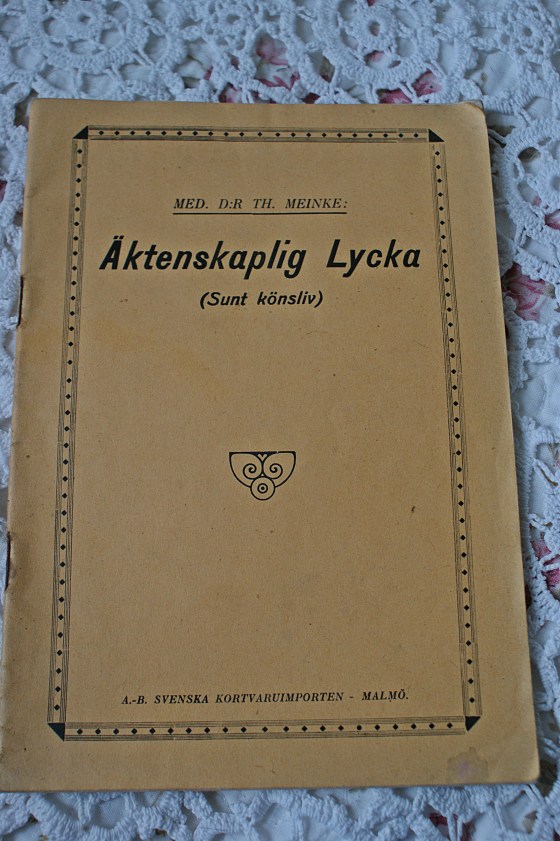 MED. D:R TH. MEINKE:
Äktenskaplig Lycka
(Sunt könsliv)
A.-B. SVENSKA KORTVARUIMPORTEN - MALMÖ.